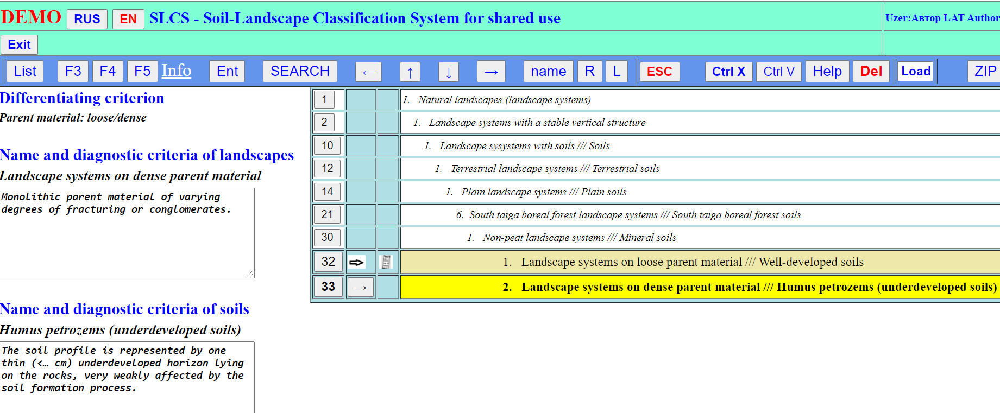 DEMO RUS EN SLCS - Soil-Landscape Classification System for shared use Uzer:Автор LAT Author
Exit
List F3 F4 F5 Info Ent SEARCH ← ↑ ↓ → name R L ESC Ctrl X Ctrl V Help Del Load ZIP
Differentiating criterion
Parent material: loose/dense
Name and diagnostic criteria of landscapes
Landscape systems on dense parent material
Monolithic parent material of varying
degrees of fracturing or conglomerates.
Name and diagnostic criteria of soils
Humus petrozems (underdeveloped soils)
The soil profile is represented by one
thin (<… cm) underdeveloped horizon lying
on the rocks, very weakly affected by the
soil formation process.
1 1. Natural landscapes (landscape systems)
2 1. Landscape systems with a stable vertical structure
10 1. Landscape sysystems with soils /// Soils
12 1. Terrestrial landscape systems /// Terrestrial soils
14 1. Plain landscape systems /// Plain soils
21 6. South taiga boreal forest landscape systems /// South taiga boreal forest soils
30 1. Non-peat landscape systems /// Mineral soils
32 1. Landscape systems on loose parent material /// Well-developed soils
33 → 2. Landscape systems on dense parent material /// Humus petrozems (underdeveloped soils)